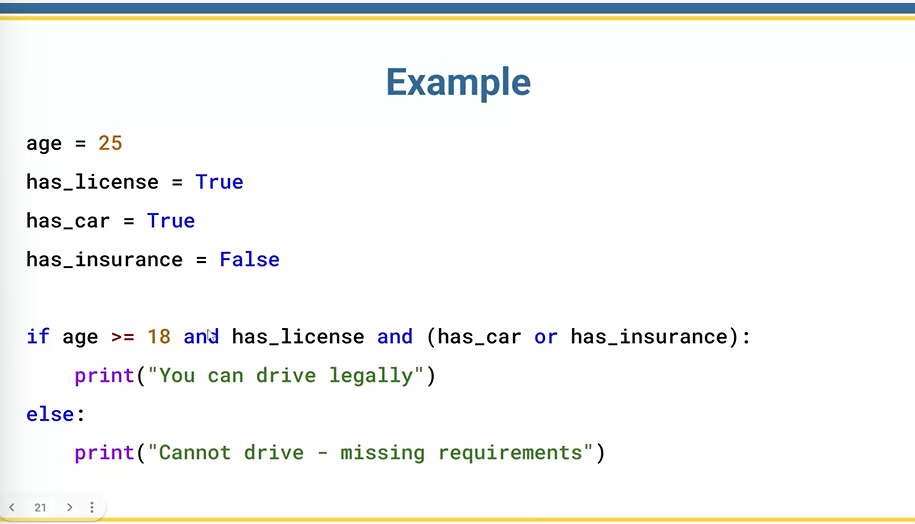 Example
age = 25
has_license = True
has_car = True
has_insurance = False
if age >= 18 and has_license and (has_car or has_insurance):
    print("You can drive legally")
else:
    print("Cannot drive - missing requirements")
21